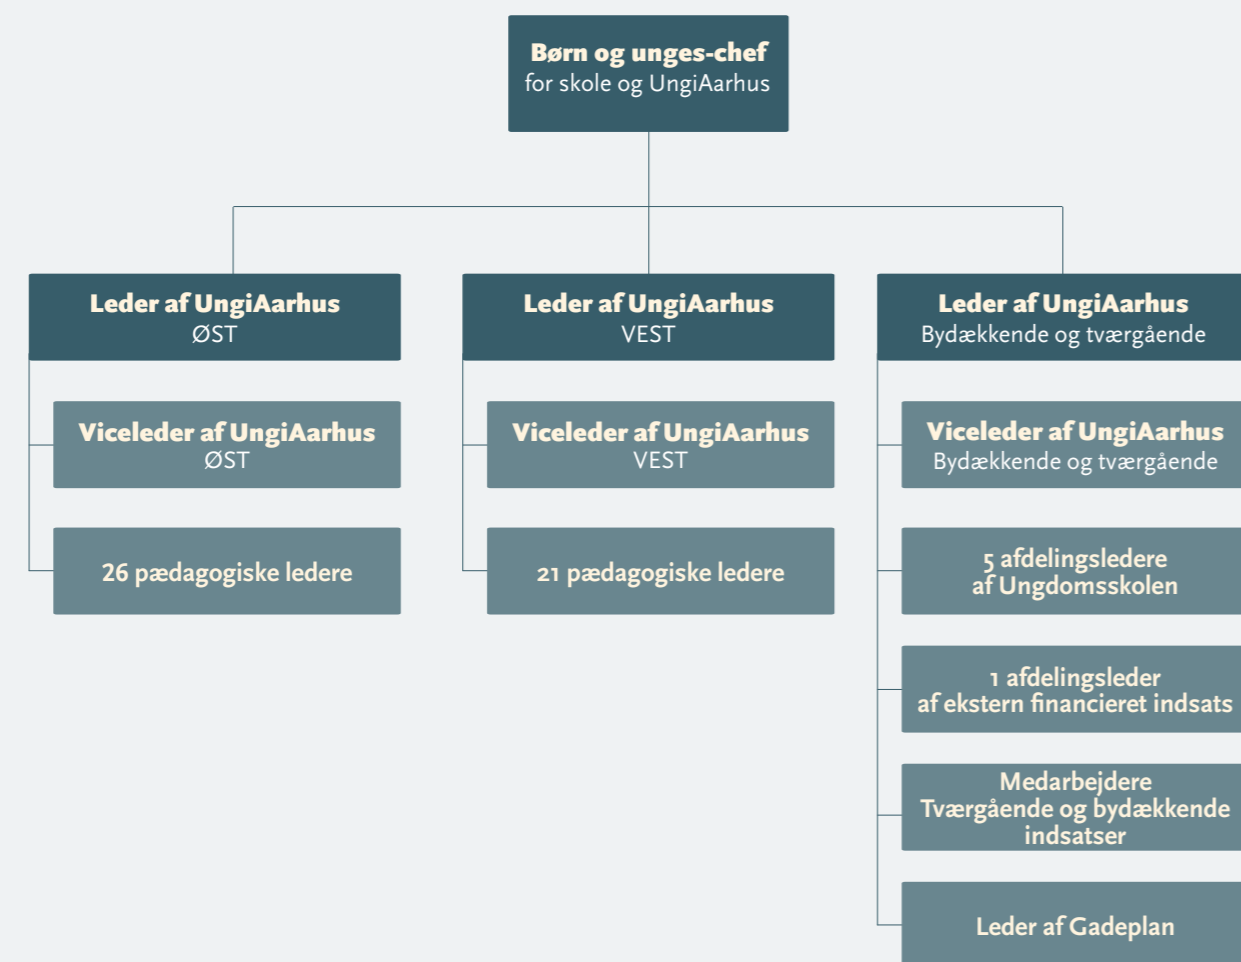 Børn og unges-chef
for skole og UngiAarhus
Leder af UngiAarhus
ØST
Viceleder af UngiAarhus
ØST
26 pædagogiske ledere
Leder af UngiAarhus
VEST
Viceleder af UngiAarhus
VEST
21 pædagogiske ledere
Leder af UngiAarhus
Bydækkende og tværgående
Viceleder af UngiAarhus
Bydækkende og tværgående
5 afdelingsledere
af Ungdomsskolen
1 afdelingsleder
af ekstern financieret indsats
Medarbejdere
Tværgående og bydækkende
indsatser
Leder af Gadeplan